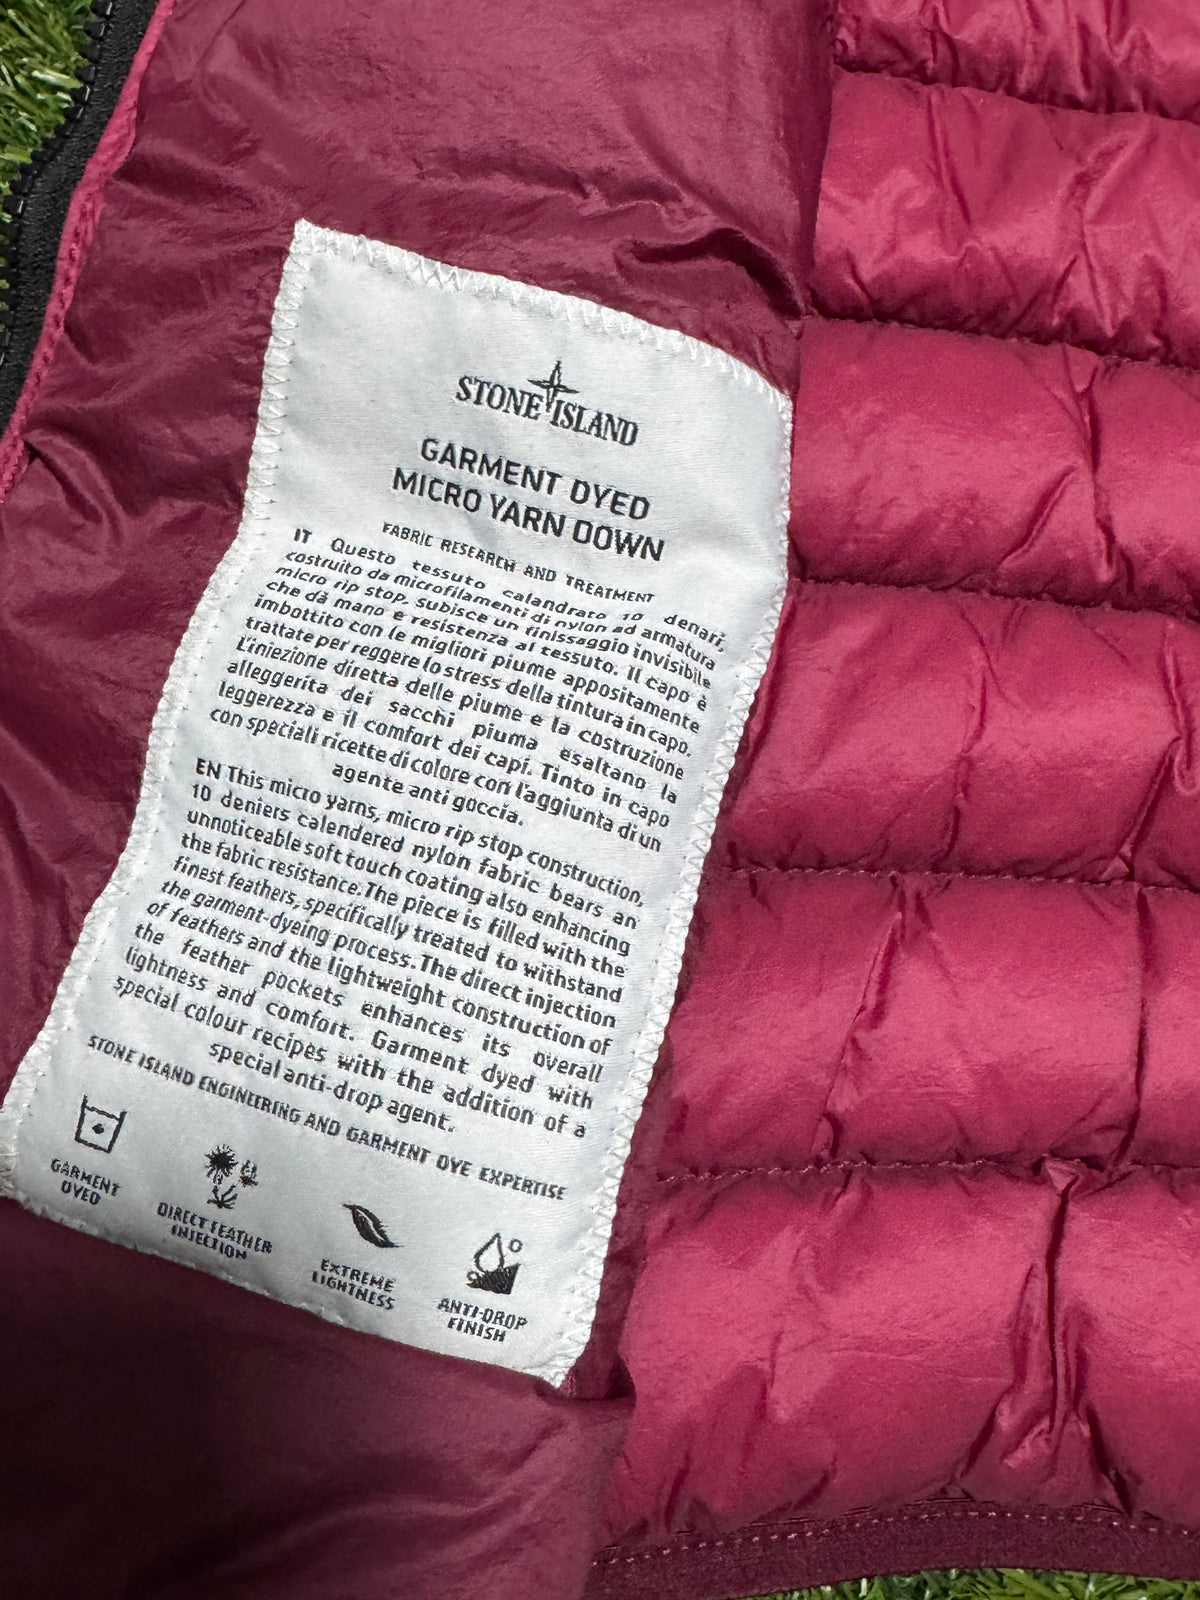 STONE ISLAND
GARMENT DYED
MICRO YARN DOWN
FABRIC RESEARCH AND TREATMENT
IT Questo tessuto calandrato 10 denari,
costruito da microfilamenti di nylon ad armatura
micro rip stop. Subisce un finissaggio invisibile
che dà mano e resistenza al tessuto. Il capo è
imbottito con le migliori piume appositamente
trattate per reggere lo stress della tintura in capo.
L'iniezione diretta delle piume e la costruzione
alleggerita dei sacchi piuma esaltano la
leggerezza e il comfort dei capi. Tinto in capo
con speciali ricette di colore con l'aggiunta di un
agente anti goccia.
EN This micro yarns, micro rip stop construction,
10 deniers calendered nylon fabric bears an
unnoticeable soft touch coating also enhancing
the fabric resistance. The piece is filled with the
finest feathers, specifically treated to withstand
the garment-dyeing process. The direct injection
of feathers and the lightweight construction of
the feather pockets enhances its overall
lightness and comfort. Garment dyed with
special colour recipes with the addition of a
special anti-drop agent.
STONE ISLAND ENGINEERING AND GARMENT DYE EXPERTISE
GARMENT
DYED
DIRECT FEATHER
INJECTION
EXTREME
LIGHTNESS
ANTI-DROP
FINISH